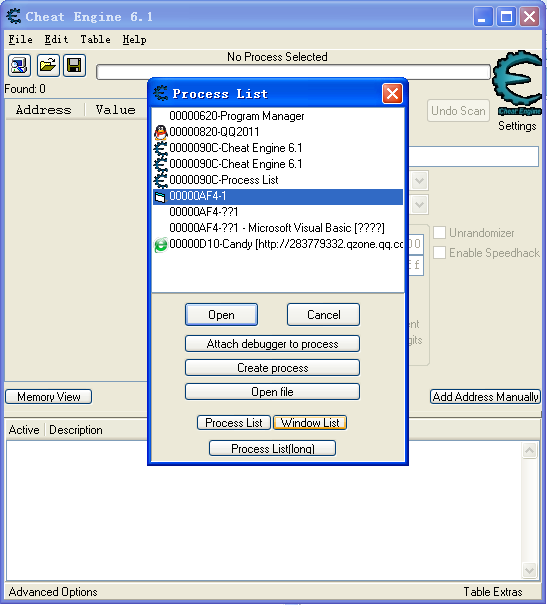 Cheat Engine 6.1
File Edit Table Help
No Process Selected
Found: 0
Address Value
Undo Scan
Settings
Process List
00000620-Program Manager
00000820-QQ2011
0000090C-Cheat Engine 6.1
0000090C-Cheat Engine 6.1
0000090C-Process List
00000AF4-1
00000AF4-??1
00000AF4-??1 - Microsoft Visual Basic [????]
00000D10-Candy [http://283779332.qzone.qq.co
Unrandomizer
Enable Speedhack
Open Cancel
Attach debugger to process
Create process
Open file
Process List Window List
Process List(long)
Memory View
Add Address Manually
Active Description
Advanced Options
Table Extras